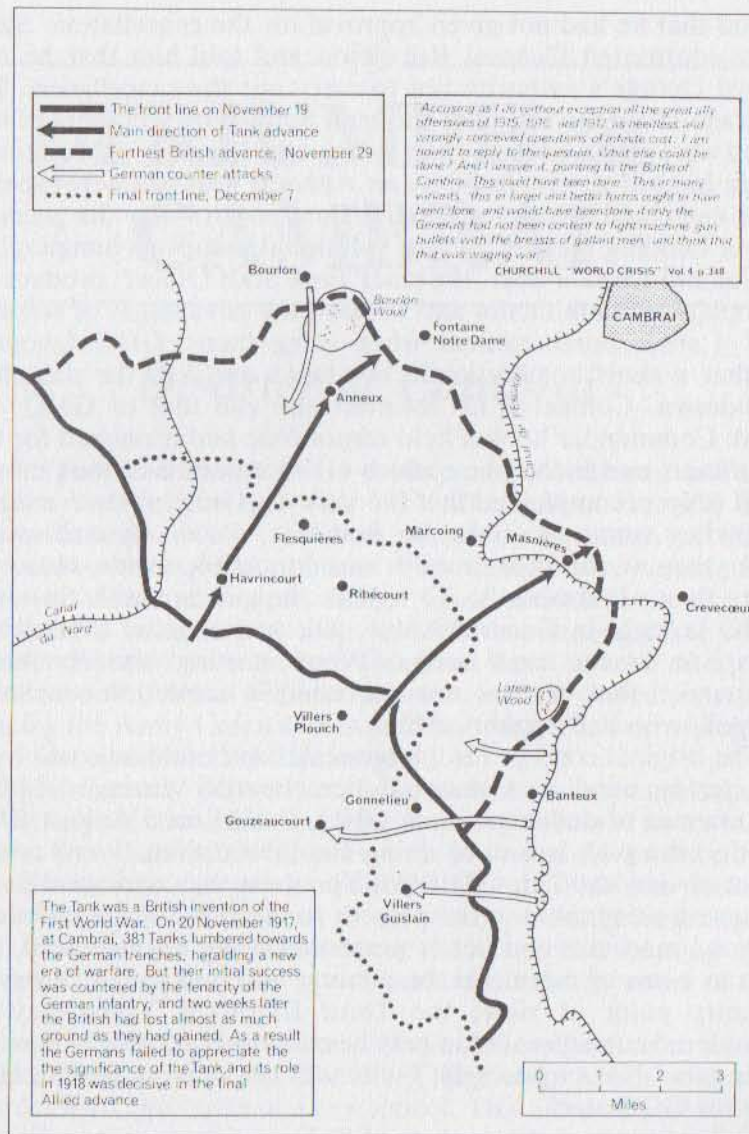 The front line on November 19
Main direction of Tank advance
Furthest British advance, November 29
German counter attacks
Final front line, December 7
Accusing as I do without exception all the great ally
offensives of 1915, 1916, and 1917, as needless and
wrongly conceived operations of infinite cost, I am
bound to reply to the question, What else could be
done? And I answer it, pointing to the Battle of
Cambrai, "This could have been done." This in many
variants, this in larger and better forms ought to have
been done, and would have been done if only the
Generals had not been content to fight machine gun
bullets with the breasts of gallant men, and think that
that was waging war.
CHURCHILL "WORLD CRISIS" Vol. 4 p. 348
Bourlon
Bourlon
Wood
Fontaine
Notre Dame
CAMBRAI
Anneux
Canal de l'Escaut
Flesquieres
Marcoing
Masnières
Havrincourt
Ribécourt
Crevecœur
Canal
du Nord
Lateau
Wood
Villers
Plouich
Banteux
Gonnelieu
Gouzeaucourt
Villers
Guislain
The Tank was a British invention of the
First World War. On 20 November 1917,
at Cambrai, 381 Tanks lumbered towards
the German trenches, heralding a new
era of warfare. But their initial success
was countered by the tenacity of the
German infantry, and two weeks later
the British had lost almost as much
ground as they had gained. As a result
the Germans failed to appreciate the
the significance of the Tank, and its role
in 1918 was decisive in the final
Allied advance
0 1 2 3
Miles